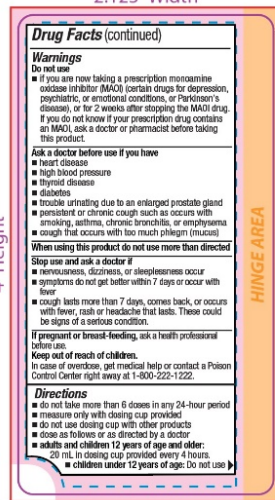 2.125" Width
4" Height
HINGE AREA
Drug Facts (continued)
Warnings
Do not use
■ if you are now taking a prescription monoamine
oxidase inhibitor (MAOI) (certain drugs for depression,
psychiatric, or emotional conditions, or Parkinson's
disease), or for 2 weeks after stopping the MAOI drug.
If you do not know if your prescription drug contains
an MAOI, ask a doctor or pharmacist before taking
this product.
Ask a doctor before use if you have
■ heart disease
■ high blood pressure
■ thyroid disease
■ diabetes
■ trouble urinating due to an enlarged prostate gland
■ persistent or chronic cough such as occurs with
smoking, asthma, chronic bronchitis, or emphysema
■ cough that occurs with too much phlegm (mucus)
When using this product do not use more than directed
Stop use and ask a doctor if
■ nervousness, dizziness, or sleeplessness occur
■ symptoms do not get better within 7 days or occur with
fever
■ cough lasts more than 7 days, comes back, or occurs
with fever, rash or headache that lasts. These could
be signs of a serious condition.
If pregnant or breast-feeding, ask a health professional
before use.
Keep out of reach of children.
In case of overdose, get medical help or contact a Poison
Control Center right away at 1-800-222-1222.
Directions
■ do not take more than 6 doses in any 24-hour period
■ measure only with dosing cup provided
■ do not use dosing cup with other products
■ dose as follows or as directed by a doctor
■ adults and children 12 years of age and older:
20 mL in dosing cup provided every 4 hours.
■ children under 12 years of age: Do not use